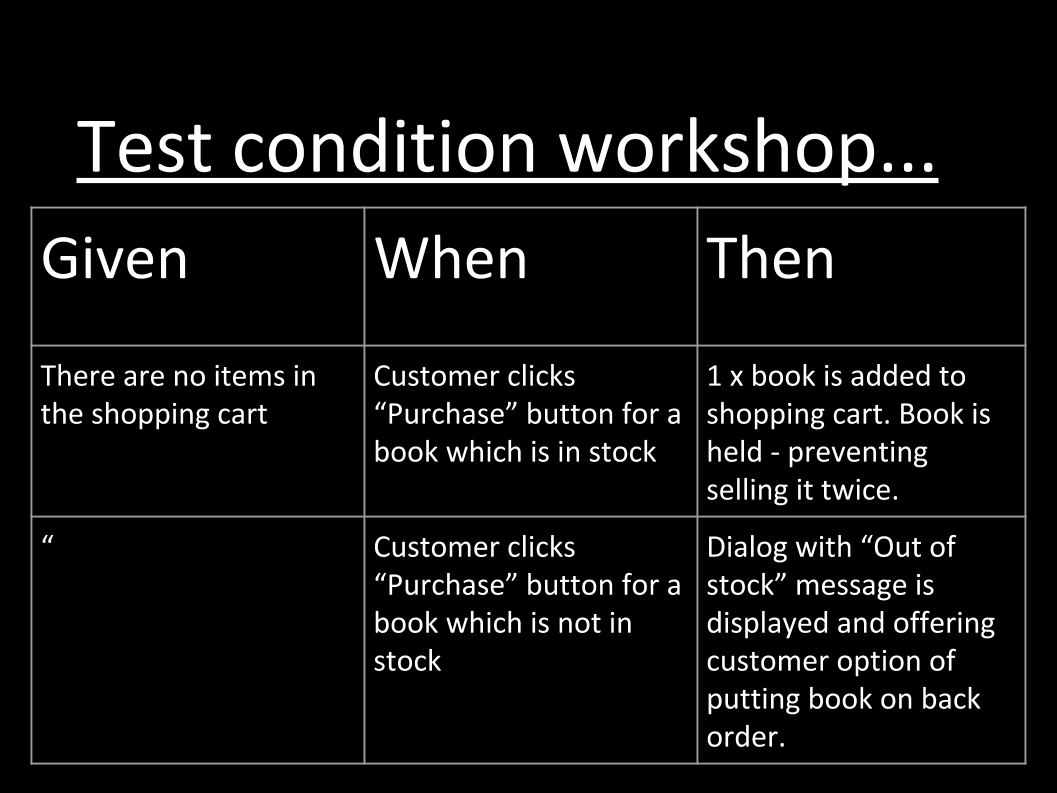 Test condition workshop...
Given
When
Then
There are no items in
the shopping cart
Customer clicks
“Purchase” button for a
book which is in stock
1 x book is added to
shopping cart. Book is
held - preventing
selling it twice.
“
Customer clicks
“Purchase” button for a
book which is not in
stock
Dialog with “Out of
stock” message is
displayed and offering
customer option of
putting book on back
order.